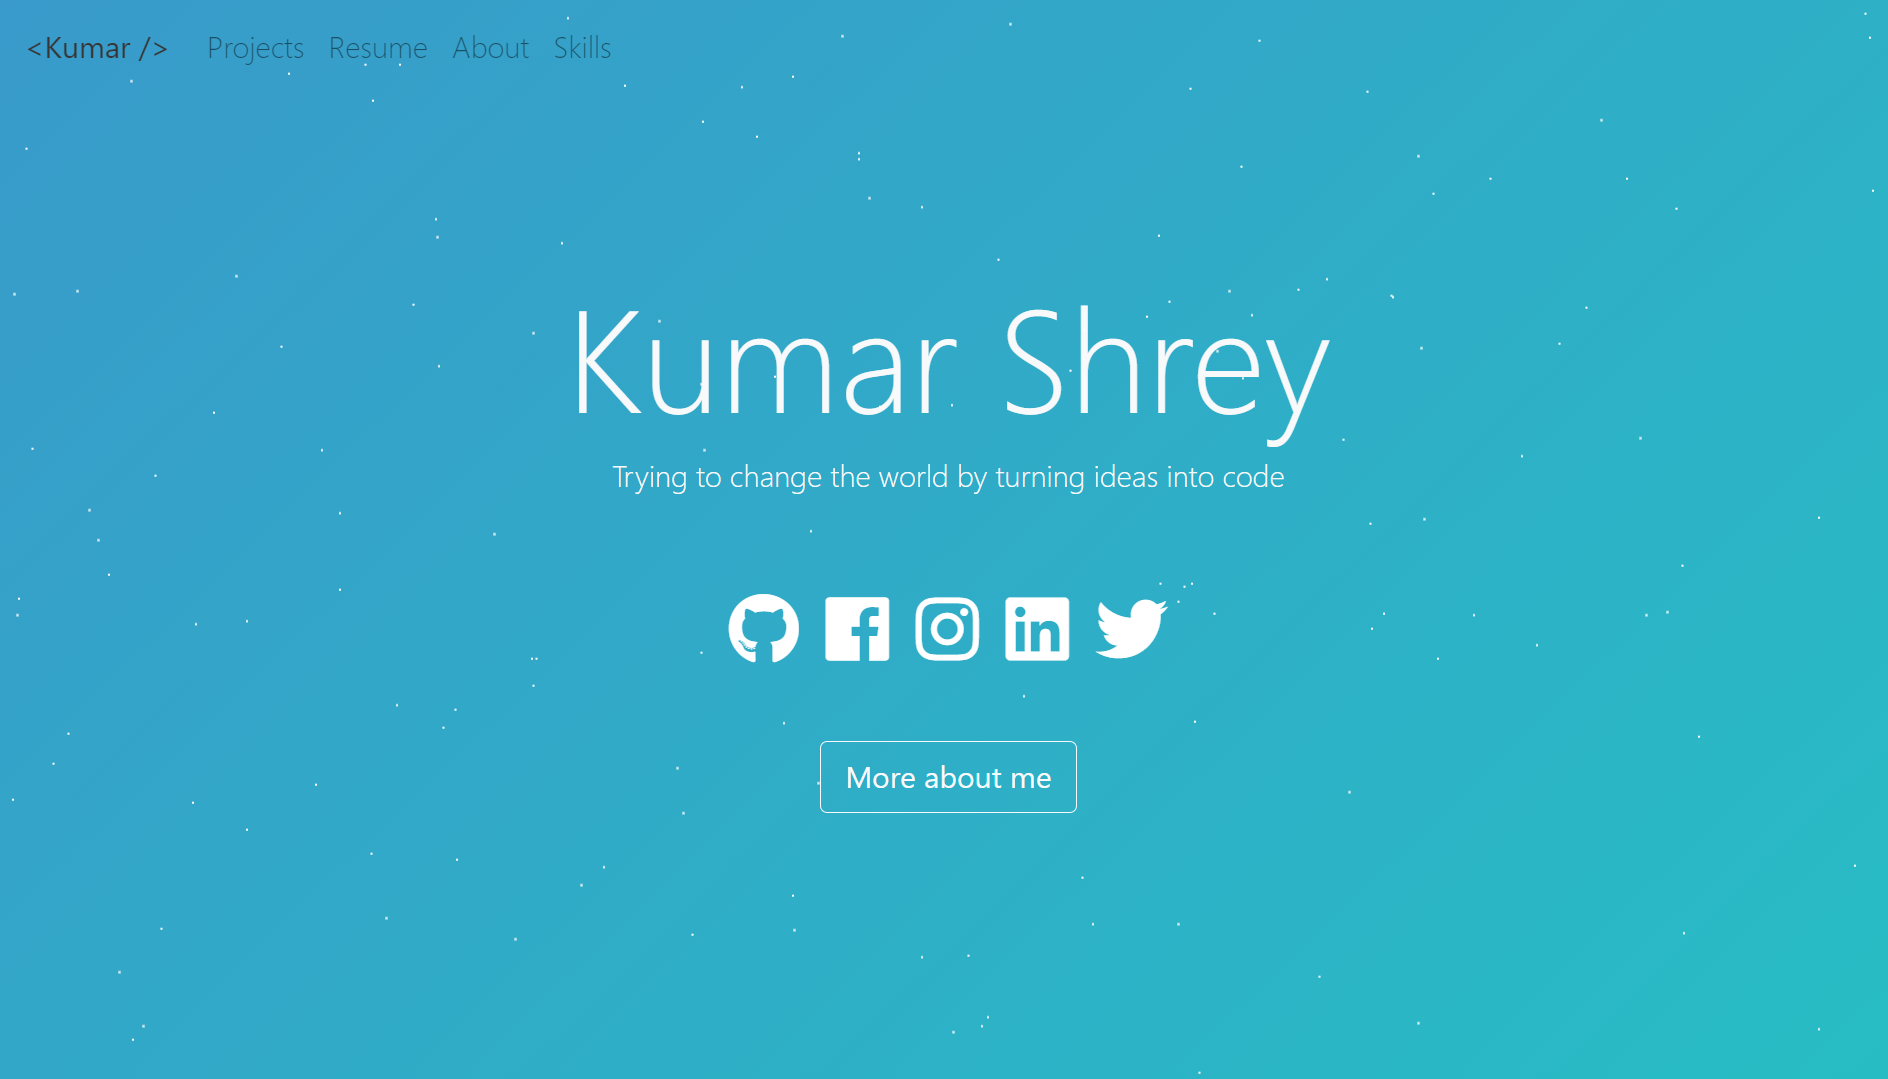 <Kumar /> Projects Resume About Skills
Kumar Shrey
Trying to change the world by turning ideas into code
More about me